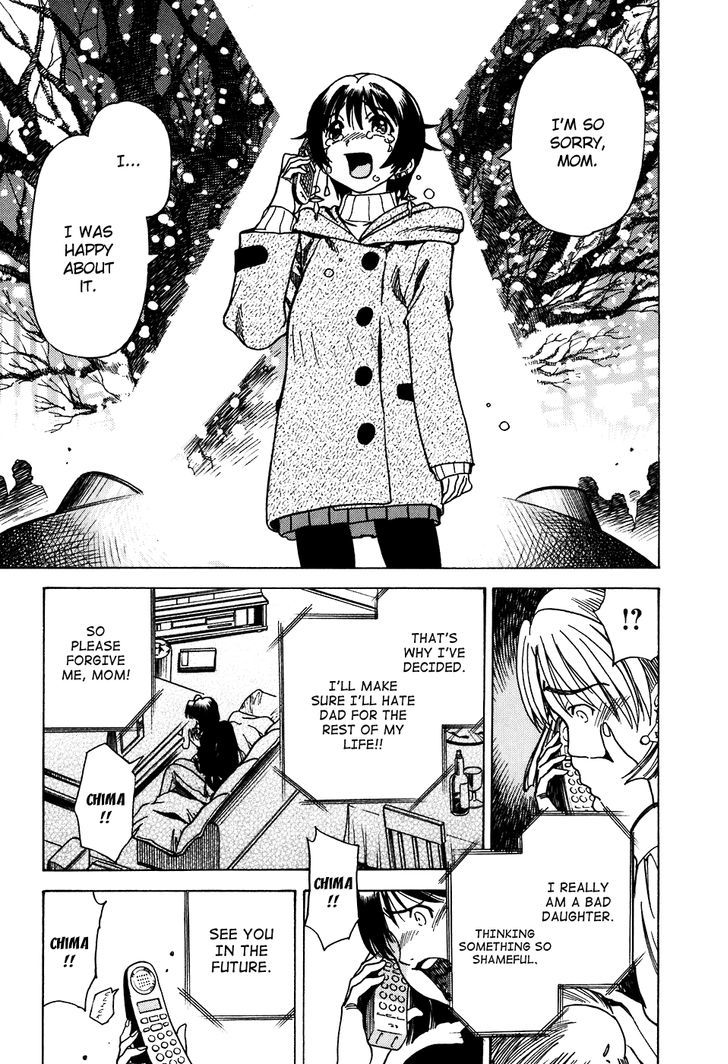 I'M SO
SORRY,
MOM.
I...
I WAS
HAPPY
ABOUT
IT.
!?
I REALLY
AM A BAD
DAUGHTER.
THINKING
SOMETHING SO
SHAMEFUL.
THAT'S
WHY I'VE
DECIDED.
I'LL MAKE
SURE I'LL HATE
DAD FOR THE
REST OF MY
LIFE!!
SO
PLEASE
FORGIVE
ME, MOM!
CHIMA
!!
CHIMA
!!
SEE YOU
IN THE
FUTURE.
CHIMA
!!